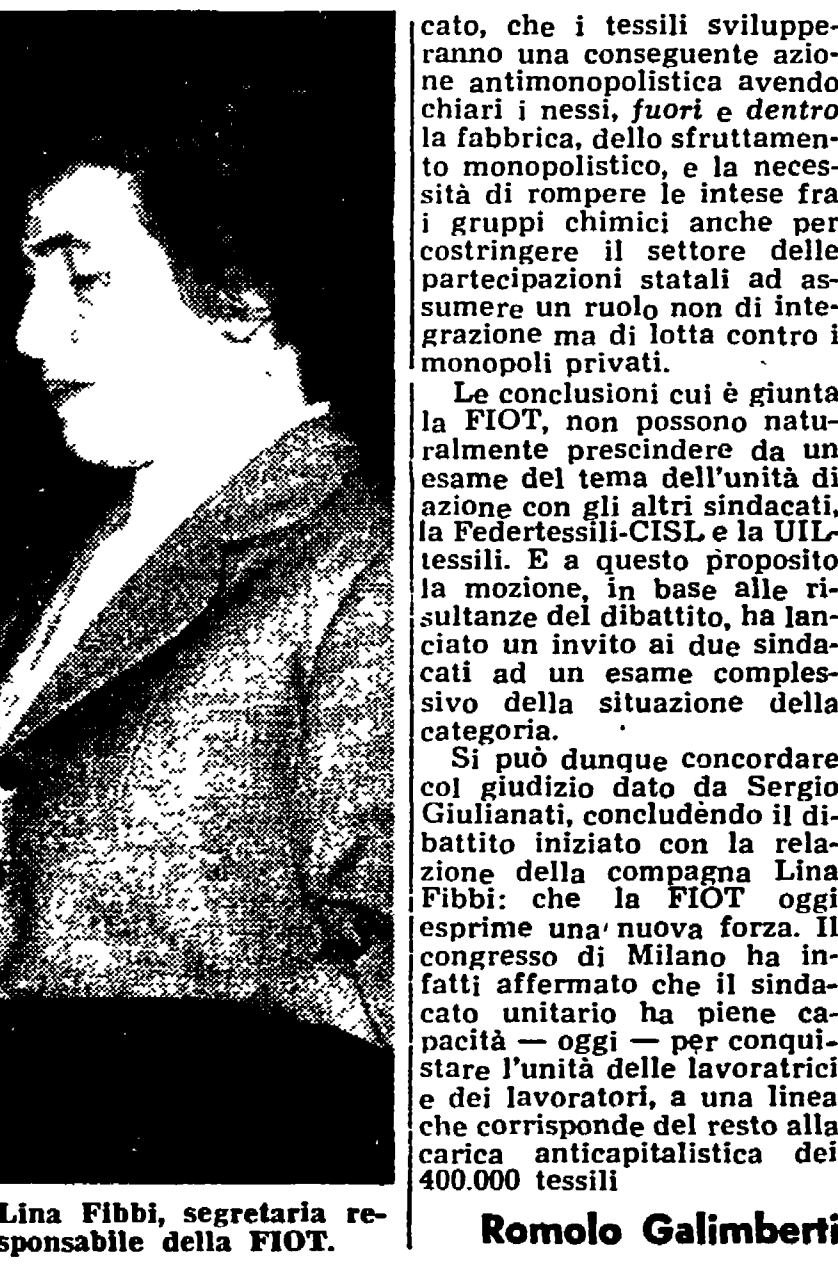 cato, che i tessili sviluppe-
ranno una conseguente azio-
ne antimonopolistica avendo
chiari i nessi, fuori e dentro
la fabbrica, dello sfruttamen-
to monopolistico, e la neces-
sità di rompere le intese fra
i gruppi chimici anche per
costringere il settore delle
partecipazioni statali ad as-
sumere un ruolo non di inte-
grazione ma di lotta contro i
monopoli privati.
Le conclusioni cui è giunta
la FIOT, non possono natu-
ralmente prescindere da un
esame del tema dell'unità di
azione con gli altri sindacati,
la Federtessili-CISL e la UIL-
tessili. E a questo proposito
la mozione, in base alle ri-
sultanze del dibattito, ha lan-
ciato un invito ai due sinda-
cati ad un esame comples-
sivo della situazione della
categoria.
Si può dunque concordare
col giudizio dato da Sergio
Giulianati, concludèndo il di-
battito iniziato con la rela-
zione della compagna Lina
Fibbi: che la FIOT oggi
esprime una nuova forza. Il
congresso di Milano ha in-
fatti affermato che il sinda-
cato unitario ha piene ca-
pacità — oggi — per conqui-
stare l'unità delle lavoratrici
e dei lavoratori, a una linea
che corrisponde del resto alla
carica anticapitalistica dei
400.000 tessili
Romolo Galimberti
Lina Fibbi, segretaria re-
sponsabile della FIOT.